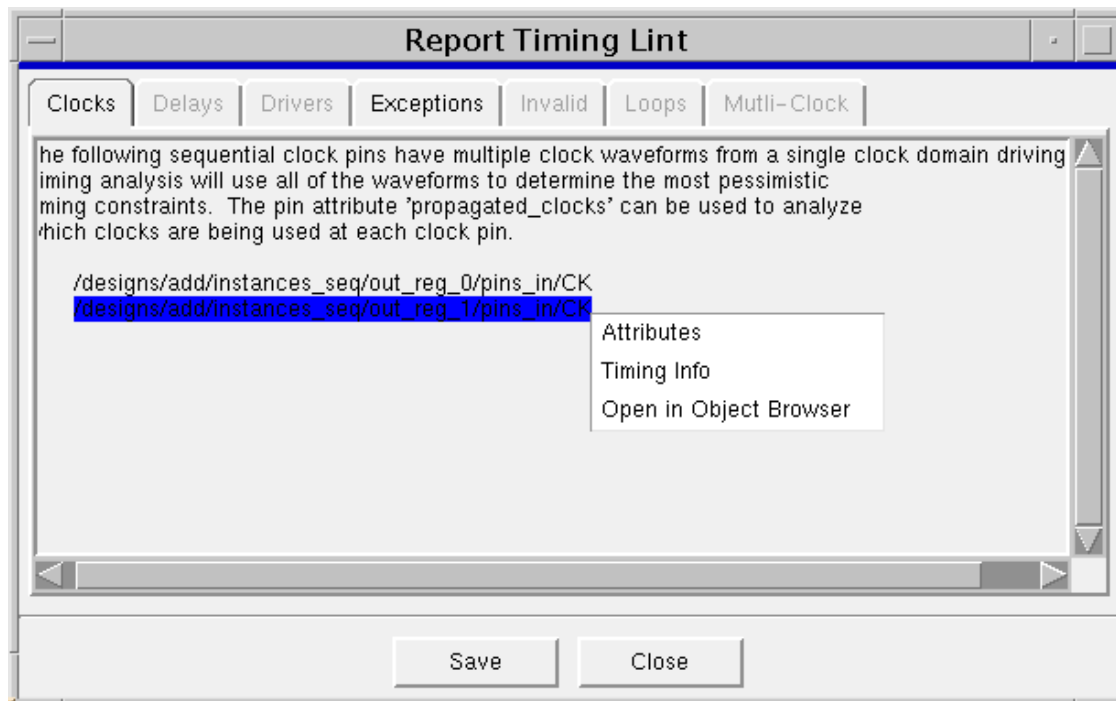 Report Timing Lint
Clocks Delays Drivers Exceptions Invalid Loops Mutli-Clock
he following sequential clock pins have multiple clock waveforms from a single clock domain driving
iming analysis will use all of the waveforms to determine the most pessimistic
ming constraints. The pin attribute 'propagated_clocks' can be used to analyze
hich clocks are being used at each clock pin.
/designs/add/instances_seq/out_reg_0/pins_in/CK
/designs/add/instances_seq/out_reg_1/pins_in/CK
Attributes
Timing Info
Open in Object Browser
Save Close